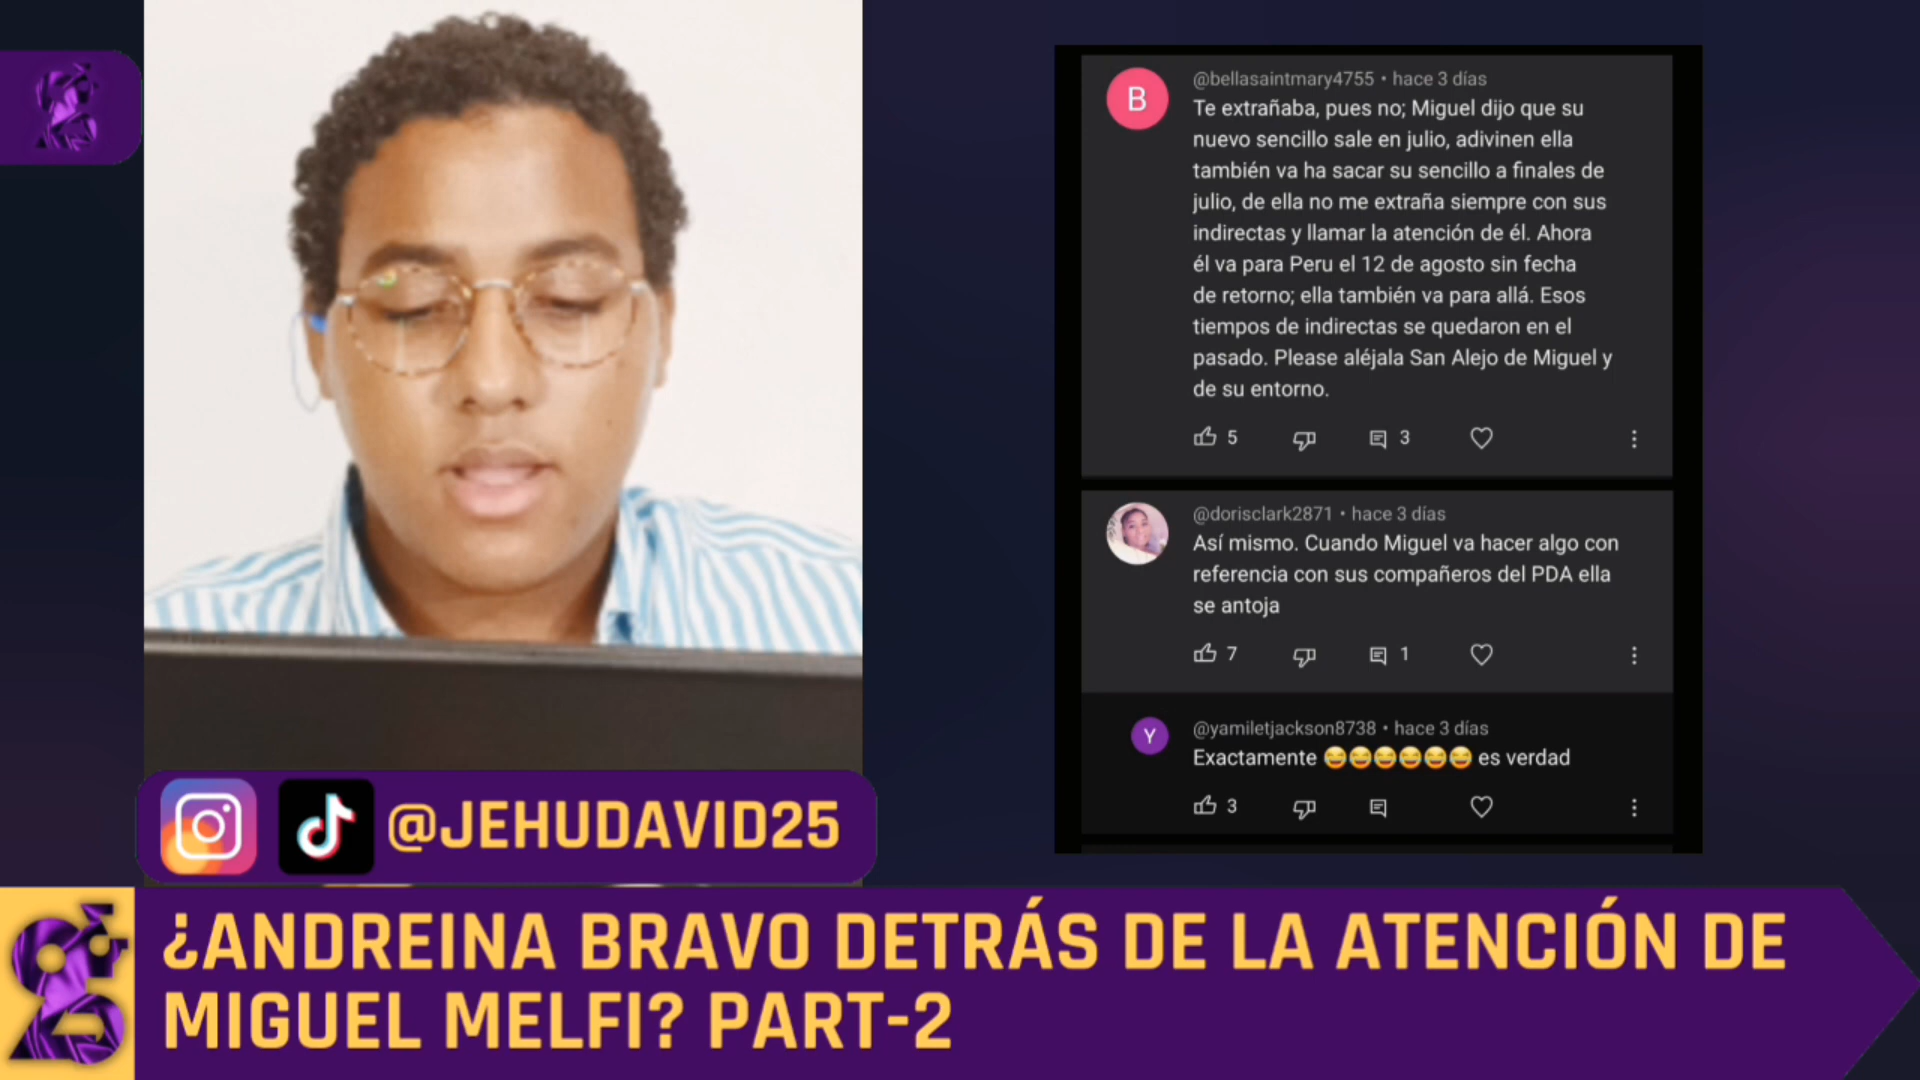 B
@bellasaintmary4755 • hace 3 días
Te extrañaba, pues no; Miguel dijo que su
nuevo sencillo sale en julio, adivinen ella
también va ha sacar su sencillo a finales de
julio, de ella no me extraña siempre con sus
indirectas y llamar la atención de él. Ahora
él va para Peru el 12 de agosto sin fecha
de retorno; ella también va para allá. Esos
tiempos de indirectas se quedaron en el
pasado. Please aléjala San Alejo de Miguel y
de su entorno.
5 3
@dorisclark2871 • hace 3 días
Así mismo. Cuando Miguel va hacer algo con
referencia con sus compañeros del PDA ella
se antoja
7 1
Y
@yamiletjackson8738 • hace 3 días
Exactamente 😂😂😂😂😂😂 es verdad
3
@JEHUDAVID25
¿ANDREINA BRAVO DETRÁS DE LA ATENCIÓN DE
MIGUEL MELFI? PART-2